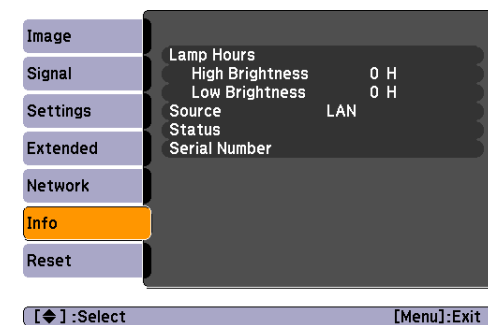 Image
Signal
Settings
Extended
Network
Info
Reset
Lamp Hours
High Brightness 0 H
Low Brightness 0 H
Source LAN
Status
Serial Number
[◆] :Select [Menu]:Exit